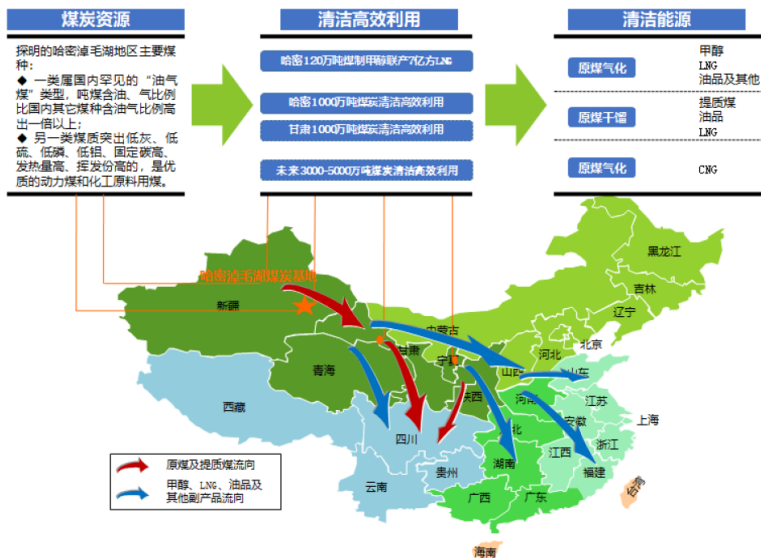 煤炭资源
清洁高效利用
清洁能源
探明的哈密淖毛湖地区主要煤
种：
◆ 一类属国内罕见的“油气
煤”类型，吨煤含油、气比例
比国内其它煤种含油气比例高
出一倍以上；
◆ 另一类煤质突出低灰、低
硫、低磷、低铝、固定碳高、
发热量高、挥发份高的，是优
质的动力煤和化工原料用煤。
哈密120万吨煤制甲醇联产7亿方LNG
哈密1000万吨煤炭清洁高效利用
甘肃1000万吨煤炭清洁高效利用
未来3000-5000万吨煤炭清洁高效利用
原煤气化
甲醇
LNG
油品及其他
原煤干馏
提质煤
油品
LNG
原煤气化
CNG
哈密淖毛湖煤炭基地
新疆
黑龙江
吉林
辽宁
内蒙古
北京
河北
甘肃
宁夏
山西
山东
青海
陕西
河南
江苏
西藏
安徽
上海
四川
北
浙江
湖南
江西
贵州
福建
云南
广西
广东
台湾
海南
原煤及提质煤流向
甲醇、LNG、油品及
其他副产品流向